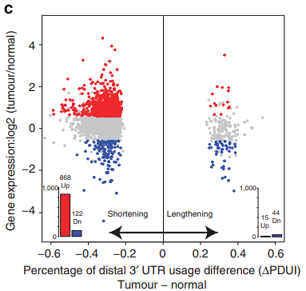 c
Gene expression:log2 (tumour/normal)
4
2
0
−2
−4
868
Up
1,000
122
Dn
0
Shortening
Lengthening
1,000
15
Up
44
Dn
0
−0.6 −0.4 −0.2 0 0.2 0.4 0.6
Percentage of distal 3′ UTR usage difference (ΔPDUI)
Tumour − normal